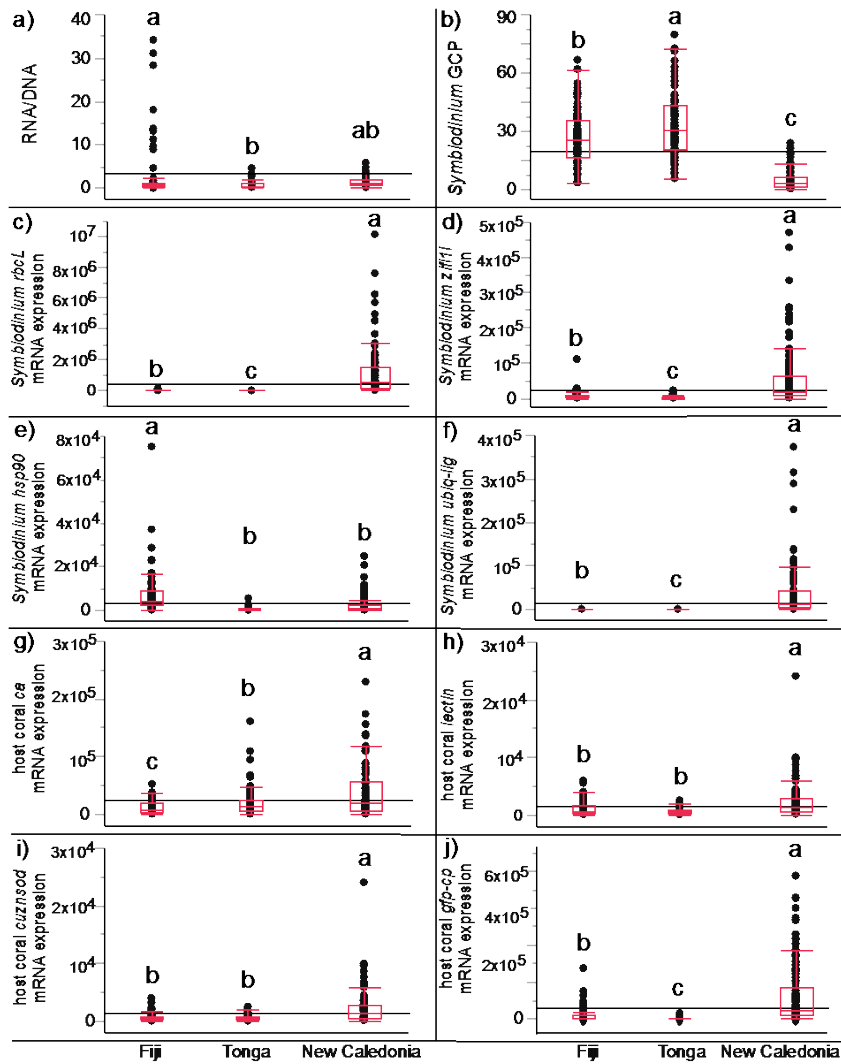 a)
RNA/DNA
40
30
20
10
0
a
b
ab
b)
Symbiodinium GCP
90
60
30
0
b
a
c
c)
Symbiodinium rbcL
mRNA expression
10⁷
8x10⁶
6x10⁶
4x10⁶
2x10⁶
0
b
c
a
d)
Symbiodinium zifl1l
mRNA expression
5x10⁵
4x10⁵
3x10⁵
2x10⁵
10⁵
0
b
c
a
e)
Symbiodinium hsp90
mRNA expression
8x10⁴
6x10⁴
4x10⁴
2x10⁴
0
a
b
b
f)
Symbiodinium ubiq-lig
mRNA expression
4x10⁵
3x10⁵
2x10⁵
10⁵
0
b
c
a
g)
host coral ca
mRNA expression
3x10⁵
2x10⁵
10⁵
0
c
b
a
h)
host coral lectin
mRNA expression
3x10⁴
10⁴
0
b
b
a
i)
host coral cuznsod
mRNA expression
3x10⁴
2x10⁴
10⁴
0
b
b
a
j)
host coral gfp-cp
mRNA expression
6x10⁵
4x10⁵
2x10⁵
0
b
c
a
Fiji Tonga New Caledonia
Fiji Tonga New Caledonia